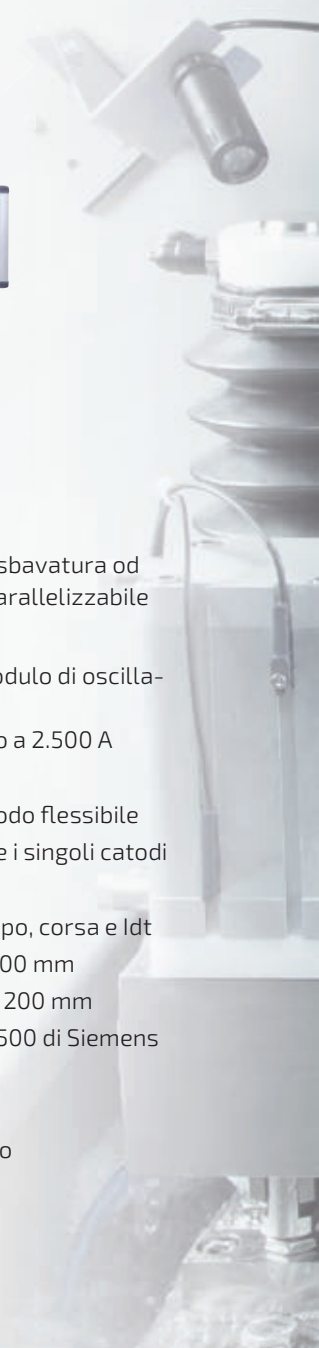 sbavatura od
arallelizzabile
odulo di oscilla-
o a 2.500 A
odo flessibile
e i singoli catodi
po, corsa e Idt
00 mm
200 mm
500 di Siemens
o